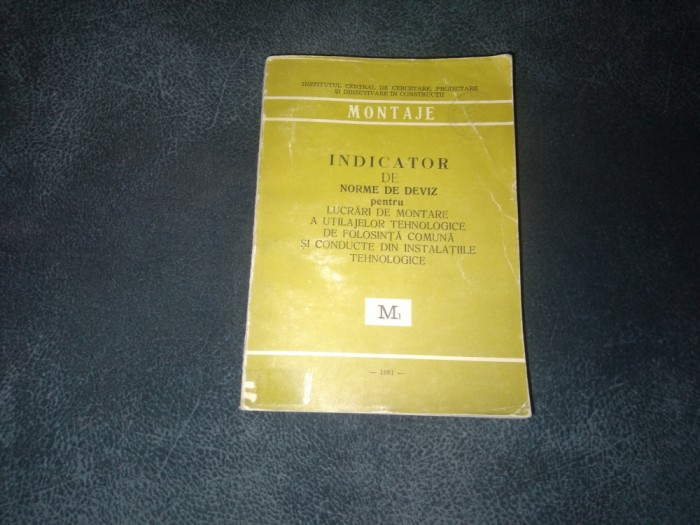 INSTITUTUL CENTRAL DE CERCETARE, PROIECTARE
ȘI DIRECTIVARE ÎN CONSTRUCȚII
MONTAJE
INDICATOR
DE
NORME DE DEVIZ
pentru
LUCRĂRI DE MONTARE
A UTILAJELOR TEHNOLOGICE
DE FOLOSINȚĂ COMUNĂ
ȘI CONDUCTE DIN INSTALAȚIILE
TEHNOLOGICE
M1
— 1981 —